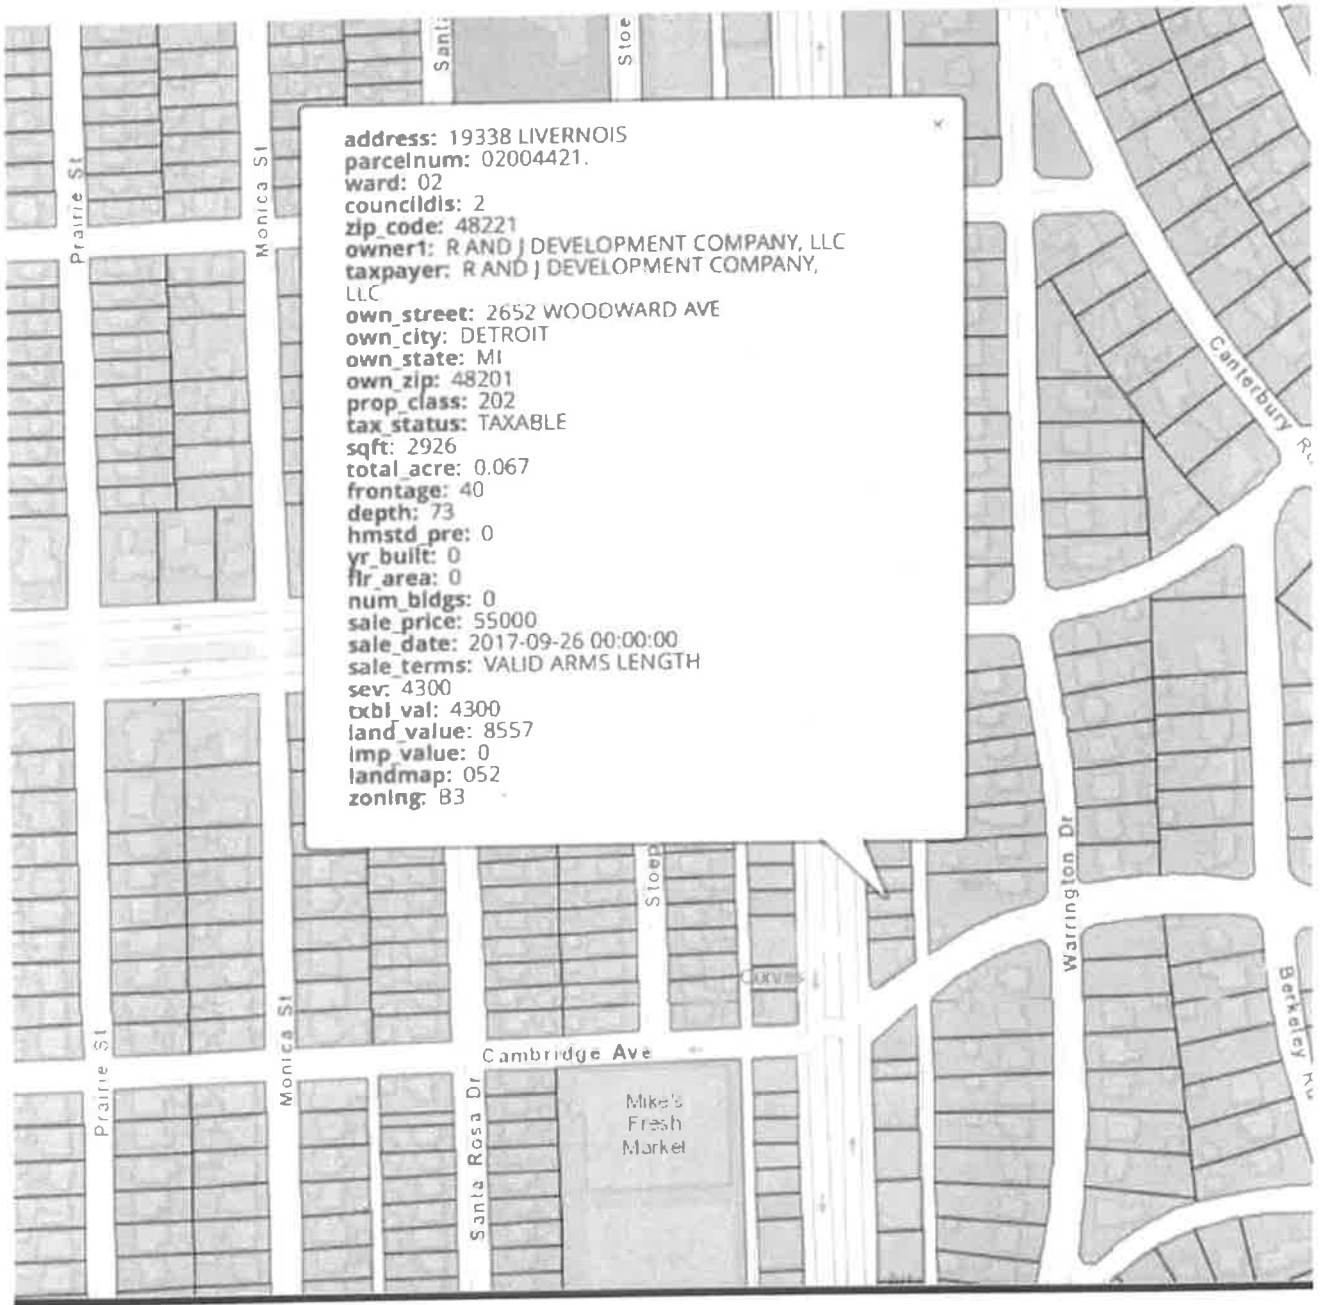 Santa
Stoe
address: 19338 LIVERNOIS
parcelnum: 02004421.
ward: 02
councildis: 2
zip_code: 48221
owner1: R AND J DEVELOPMENT COMPANY, LLC
taxpayer: R AND J DEVELOPMENT COMPANY,
LLC
own_street: 2652 WOODWARD AVE
own_city: DETROIT
own_state: MI
own_zip: 48201
prop_class: 202
tax_status: TAXABLE
sqft: 2926
total_acre: 0.067
frontage: 40
depth: 73
hmstd_pre: 0
yr_built: 0
flr_area: 0
num_bldgs: 0
sale_price: 55000
sale_date: 2017-09-26 00:00:00
sale_terms: VALID ARMS LENGTH
sev: 4300
txbl_val: 4300
land_value: 8557
imp_value: 0
landmap: 052
zoning: B3
×
Prairie St
Monica St
Canterbury Rd
Stoep
Warrington Dr
Curves
Berkeley Rd
Prairie St
Monica St
Cambridge Ave
Santa Rosa Dr
Mike's
Fresh
Market